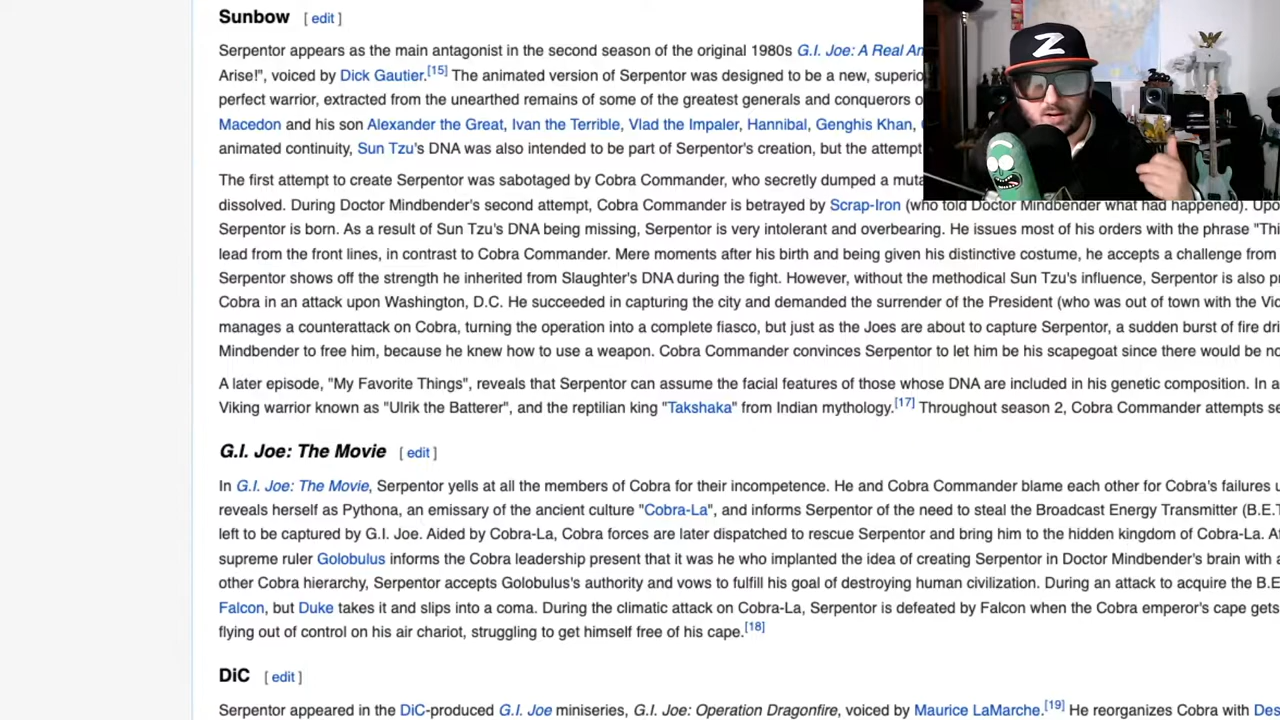 Sunbow [ edit ]
Serpentor appears as the main antagonist in the second season of the original 1980s G.I. Joe: A Real
Arise!", voiced by Dick Gautier.[15] The animated version of Serpentor was designed to be a new,
perfect warrior, extracted from the unearthed remains of some of the greatest generals and conquerors
Macedon and his son Alexander the Great, Ivan the Terrible, Vlad the Impaler, Hannibal, Genghis Khan,
animated continuity, Sun Tzu's DNA was also intended to be part of Serpentor's creation, but the attempt
The first attempt to create Serpentor was sabotaged by Cobra Commander, who secretly dumped a
dissolved. During Doctor Mindbender's second attempt, Cobra Commander is betrayed by Scrap-Iron (who told Doctor Mindbender what had happened).
Serpentor is born. As a result of Sun Tzu's DNA being missing, Serpentor is very intolerant and overbearing. He issues most of his orders with the phrase
lead from the front lines, in contrast to Cobra Commander. Mere moments after his birth and being given his distinctive costume, he accepts a challenge from
Serpentor shows off the strength he inherited from Slaughter's DNA during the fight. However, without the methodical Sun Tzu's influence, Serpentor is also
Cobra in an attack upon Washington, D.C. He succeeded in capturing the city and demanded the surrender of the President (who was out of town with the
manages a counterattack on Cobra, turning the operation into a complete fiasco, but just as the Joes are about to capture Serpentor, a sudden burst of fire
Mindbender to free him, because he knew how to use a weapon. Cobra Commander convinces Serpentor to let him be his scapegoat since there would be
A later episode, "My Favorite Things", reveals that Serpentor can assume the facial features of those whose DNA are included in his genetic composition. In
Viking warrior known as "Ulrik the Batterer", and the reptilian king "Takshaka" from Indian mythology.[17] Throughout season 2, Cobra Commander attempts
G.I. Joe: The Movie [ edit ]
In G.I. Joe: The Movie, Serpentor yells at all the members of Cobra for their incompetence. He and Cobra Commander blame each other for Cobra's failures
reveals herself as Pythona, an emissary of the ancient culture "Cobra-La", and informs Serpentor of the need to steal the Broadcast Energy Transmitter
left to be captured by G.I. Joe. Aided by Cobra-La, Cobra forces are later dispatched to rescue Serpentor and bring him to the hidden kingdom of Cobra-La.
supreme ruler Golobulus informs the Cobra leadership present that it was he who implanted the idea of creating Serpentor in Doctor Mindbender's brain with
other Cobra hierarchy, Serpentor accepts Golobulus's authority and vows to fulfill his goal of destroying human civilization. During an attack to acquire the
Falcon, but Duke takes it and slips into a coma. During the climatic attack on Cobra-La, Serpentor is defeated by Falcon when the Cobra emperor's cape gets
flying out of control on his air chariot, struggling to get himself free of his cape.[18]
DiC [ edit ]
Serpentor appeared in the DiC-produced G.I. Joe miniseries, G.I. Joe: Operation Dragonfire, voiced by Maurice LaMarche.[19] He reorganizes Cobra with
Z